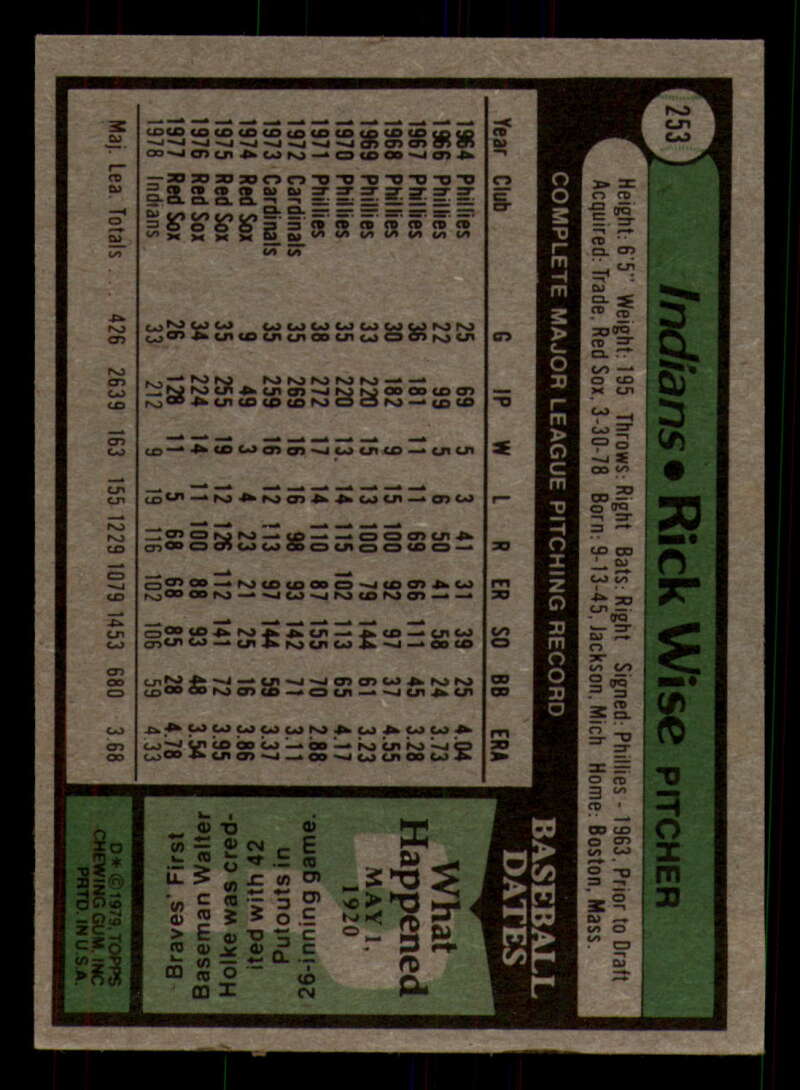 253
Indians • Rick Wise PITCHER
Height: 6'5" Weight: 195 Throws: Right Bats: Right Signed: Phillies - 1963. Prior to Draft
Acquired: Trade, Red Sox, 3-30-78 Born: 9-13-45, Jackson, Mich Home: Boston, Mass.
COMPLETE MAJOR LEAGUE PITCHING RECORD
Year Club G IP W L R ER SO BB ERA
1964 Phillies 25 69 5 3 41 31 39 25 4.04
1966 Phillies 22 99 5 6 50 41 58 24 3.73
1967 Phillies 36 181 11 11 69 66 111 45 3.28
1968 Phillies 30 182 9 15 100 92 97 37 4.55
1969 Phillies 33 220 15 13 100 79 144 61 3.23
1970 Phillies 35 220 13 14 115 102 113 65 4.17
1971 Phillies 38 272 17 14 110 87 155 70 2.88
1972 Cardinals 35 269 16 16 98 93 142 71 3.11
1973 Cardinals 35 259 16 12 113 97 144 59 3.37
1974 Red Sox 9 49 3 4 23 21 25 16 3.86
1975 Red Sox 35 255 19 12 126 112 141 72 3.95
1976 Red Sox 34 224 14 11 100 88 93 48 3.54
1977 Red Sox 26 128 11 5 68 68 85 28 4.78
1978 Indians 33 212 9 19 116 102 106 59 4.33
Maj. Lea. Totals .... 426 2639 163 155 1229 1079 1453 680 3.68
BASEBALL
DATES
What
Happened
MAY 1,
1920
Braves' First
Baseman Walter
Holke was cred-
ited with 42
Putouts in
26-inning game.
D* © 1979, TOPPS
CHEWING GUM, INC
PRTD. IN U.S.A.